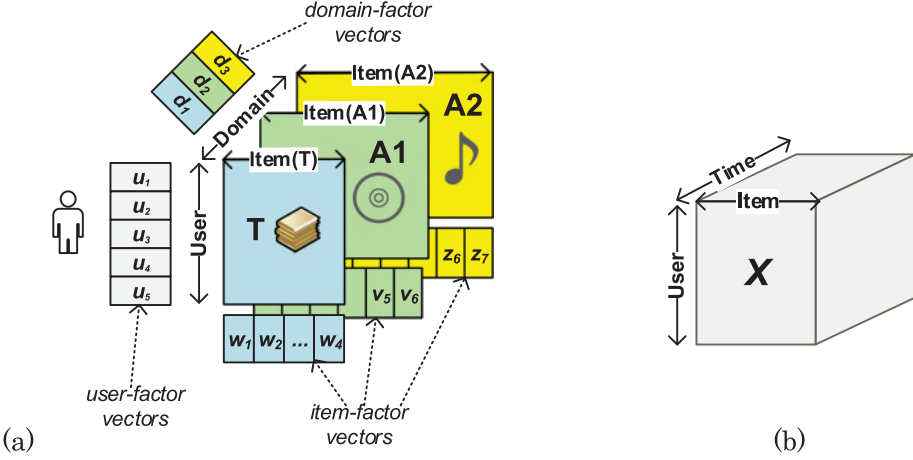 (a)
domain-factor
vectors
d1 d2 d3
Domain
Item(A2)
A2
Item(A1)
A1
Item(T)
T
User
u1
u2
u3
u4
u5
z6 z7
v5 v6
w1 w2 ... w4
user-factor
vectors
item-factor
vectors
Time
Item
User
X
(b)